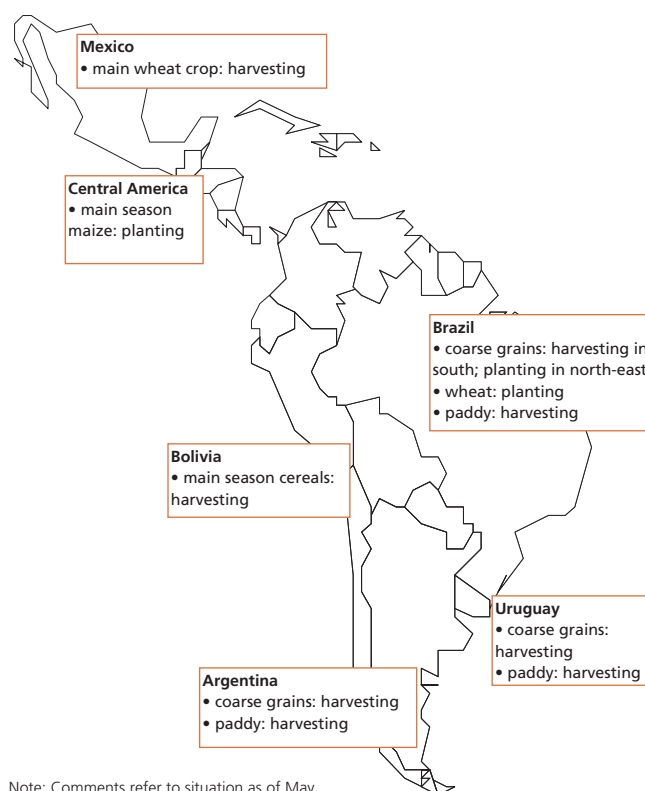 Mexico
• main wheat crop: harvesting
Central America
• main season
maize: planting
Brazil
• coarse grains: harvesting in
south; planting in north-east
• wheat: planting
• paddy: harvesting
Bolivia
• main season cereals:
harvesting
Uruguay
• coarse grains:
harvesting
• paddy: harvesting
Argentina
• coarse grains: harvesting
• paddy: harvesting
Note: Comments refer to situation as of May